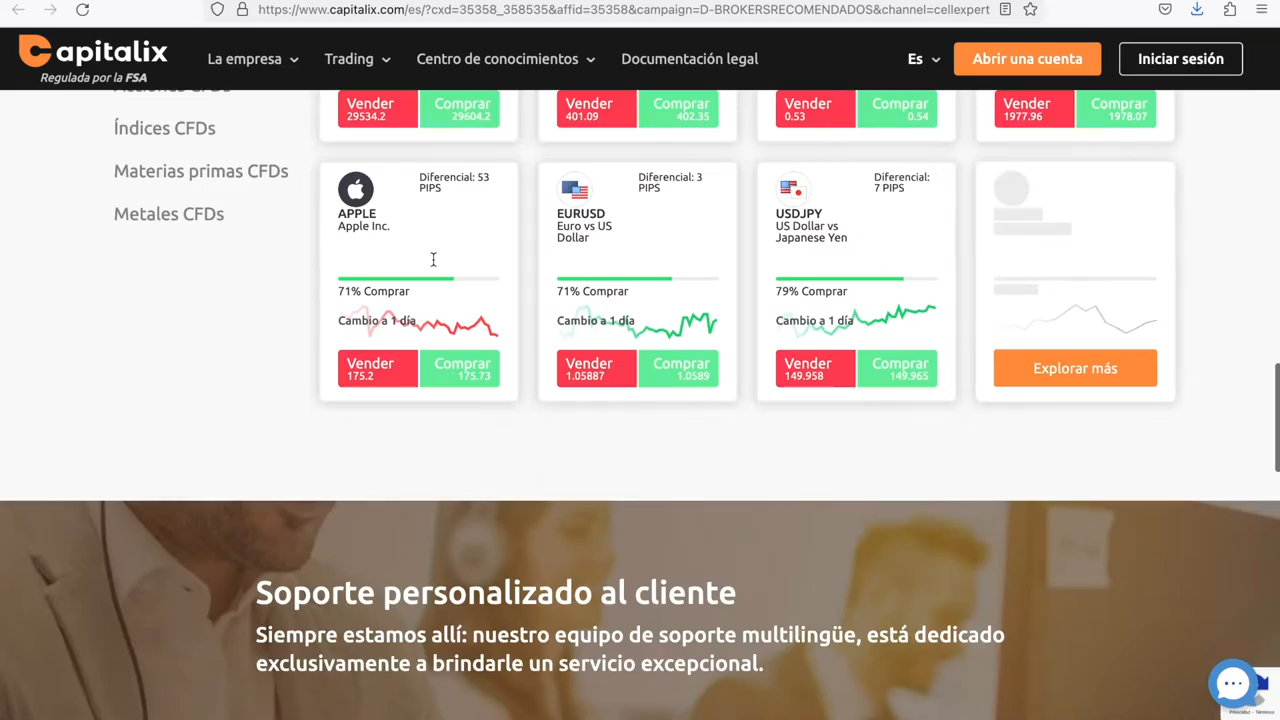 https://www.capitalix.com/es/?cxd=35358_358535&affid=35358&campaign=D-BROKERSRECOMENDADOS&channel=cellexpert
Capitalix
Regulada por la FSA
La empresa
Trading
Centro de conocimientos
Documentación legal
Es
Abrir una cuenta
Iniciar sesión
Acciones CFDs
Índices CFDs
Materias primas CFDs
Metales CFDs
Vender
29534.2
Comprar
29604.2
Vender
401.09
Comprar
402.35
Vender
0.53
Comprar
0.54
Vender
1977.96
Comprar
1978.07
Diferencial: 53
PIPS
APPLE
Apple Inc.
71% Comprar
Cambio a 1 día
Vender
175.2
Comprar
175.73
Diferencial: 3
PIPS
EURUSD
Euro vs US
Dollar
71% Comprar
Cambio a 1 día
Vender
1.05887
Comprar
1.0589
Diferencial:
7 PIPS
USDJPY
US Dollar vs
Japanese Yen
79% Comprar
Cambio a 1 día
Vender
149.958
Comprar
149.965
Explorar más
Soporte personalizado al cliente
Siempre estamos allí: nuestro equipo de soporte multilingüe, está dedicado
exclusivamente a brindarle un servicio excepcional.
Privacidad - Términos